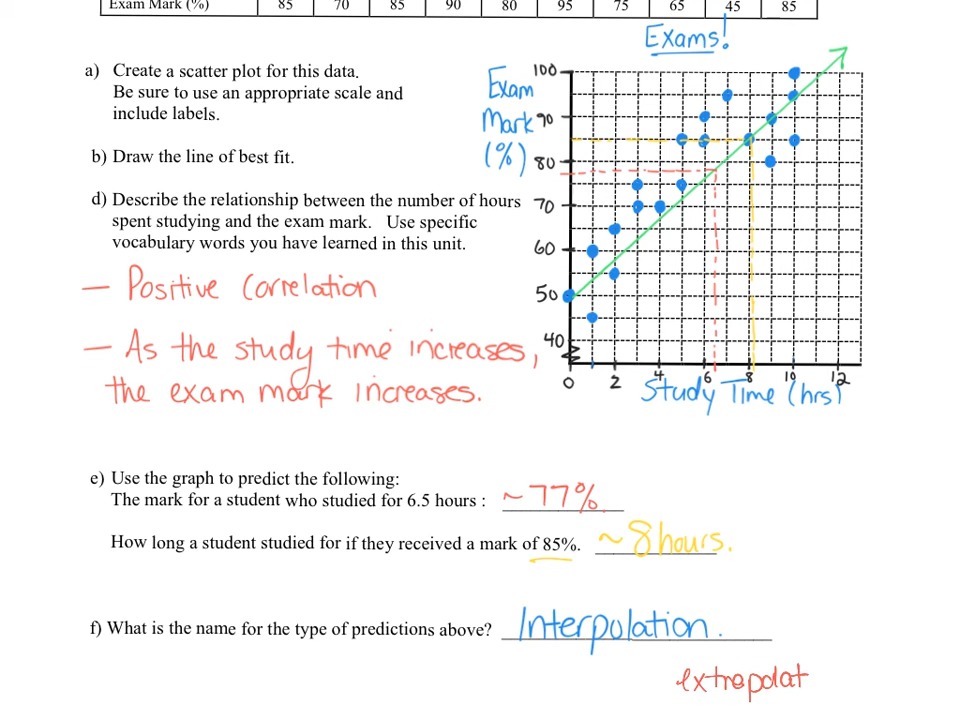 Exam Mark (%) 85 70 85 90 80 95 75 65 45 85
Exams!
a) Create a scatter plot for this data.
Be sure to use an appropriate scale and
include labels.
b) Draw the line of best fit.
d) Describe the relationship between the number of hours
spent studying and the exam mark. Use specific
vocabulary words you have learned in this unit.
Exam
Mark
(%)
100
90
80
70
60
50
40
0 2 4 6 8 10 12
Study Time (hrs)
— Positive Correlation
— As the study time increases,
the exam mark increases.
e) Use the graph to predict the following:
The mark for a student who studied for 6.5 hours : ~77%
How long a student studied for if they received a mark of 85%. ~8 hours.
f) What is the name for the type of predictions above? Interpolation.
extrapolat